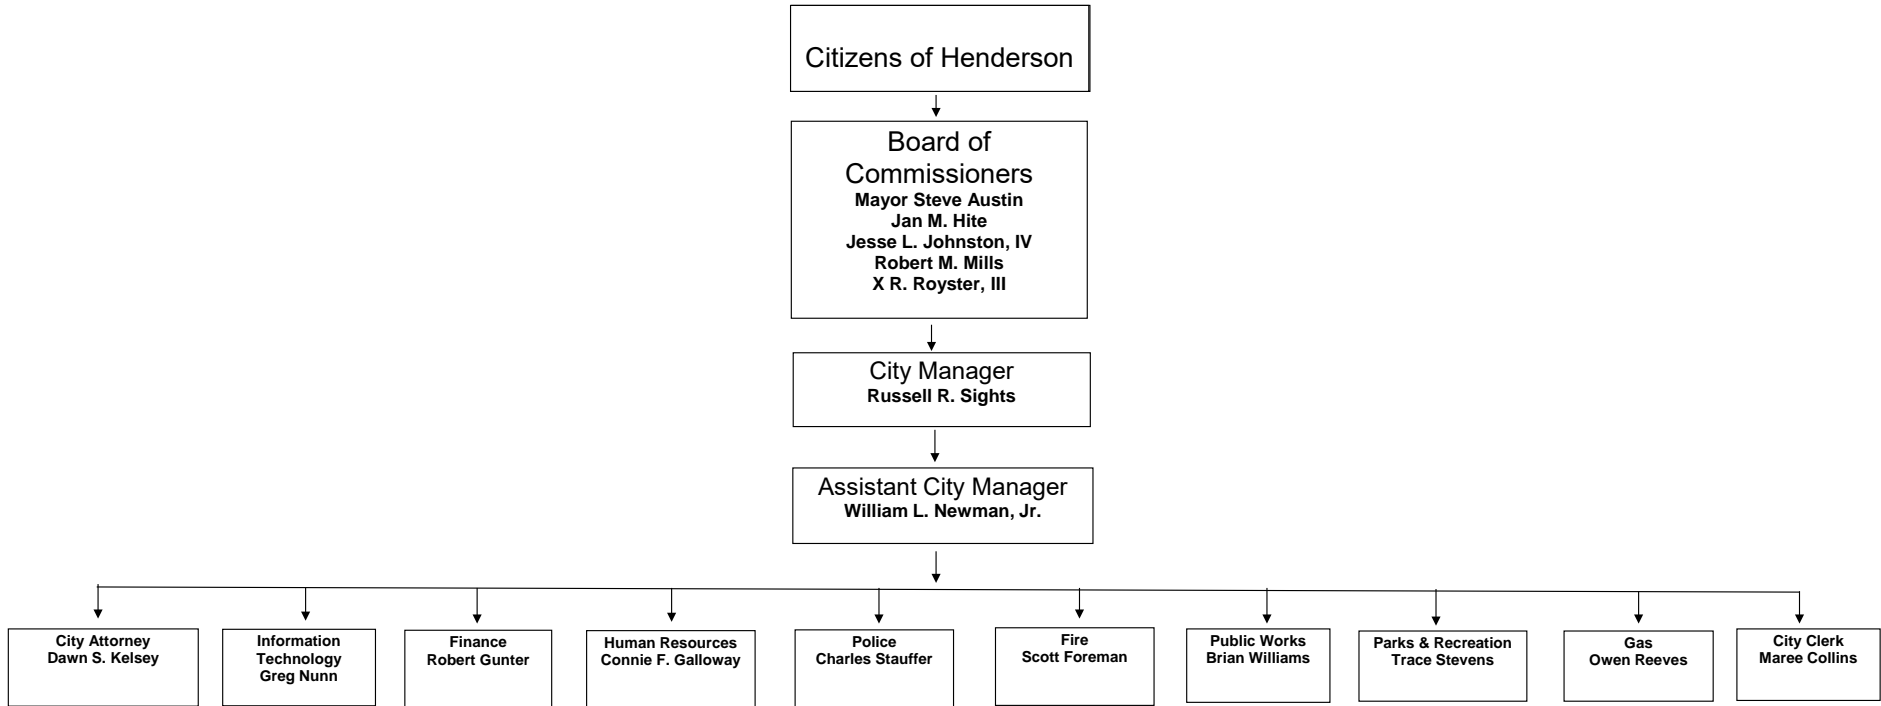 Citizens of Henderson
Board of
Commissioners
Mayor Steve Austin
Jan M. Hite
Jesse L. Johnston, IV
Robert M. Mills
X R. Royster, III
City Manager
Russell R. Sights
Assistant City Manager
William L. Newman, Jr.
City Attorney
Dawn S. Kelsey
Information
Technology
Greg Nunn
Finance
Robert Gunter
Human Resources
Connie F. Galloway
Police
Charles Stauffer
Fire
Scott Foreman
Public Works
Brian Williams
Parks & Recreation
Trace Stevens
Gas
Owen Reeves
City Clerk
Maree Collins